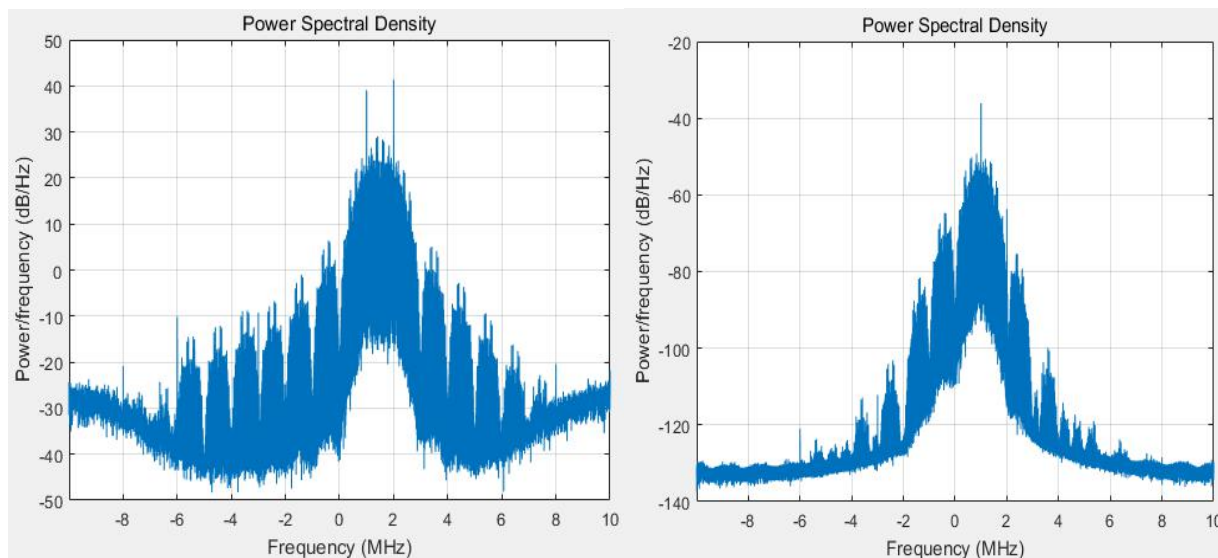 Power Spectral Density
Power/frequency (dB/Hz)
50
40
30
20
10
0
-10
-20
-30
-40
-50
-8 -6 -4 -2 0 2 4 6 8 10
Frequency (MHz)
Power Spectral Density
Power/frequency (dB/Hz)
-20
-40
-60
-80
-100
-120
-140
-8 -6 -4 -2 0 2 4 6 8 10
Frequency (MHz)